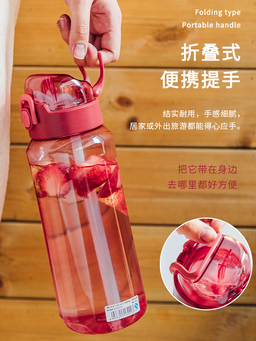 Folding type
Portable handle
折叠式
便携提手
结实耐用，手感细腻，
居家或外出旅游都能得心应手。
把它带在身边
去哪里都好方便